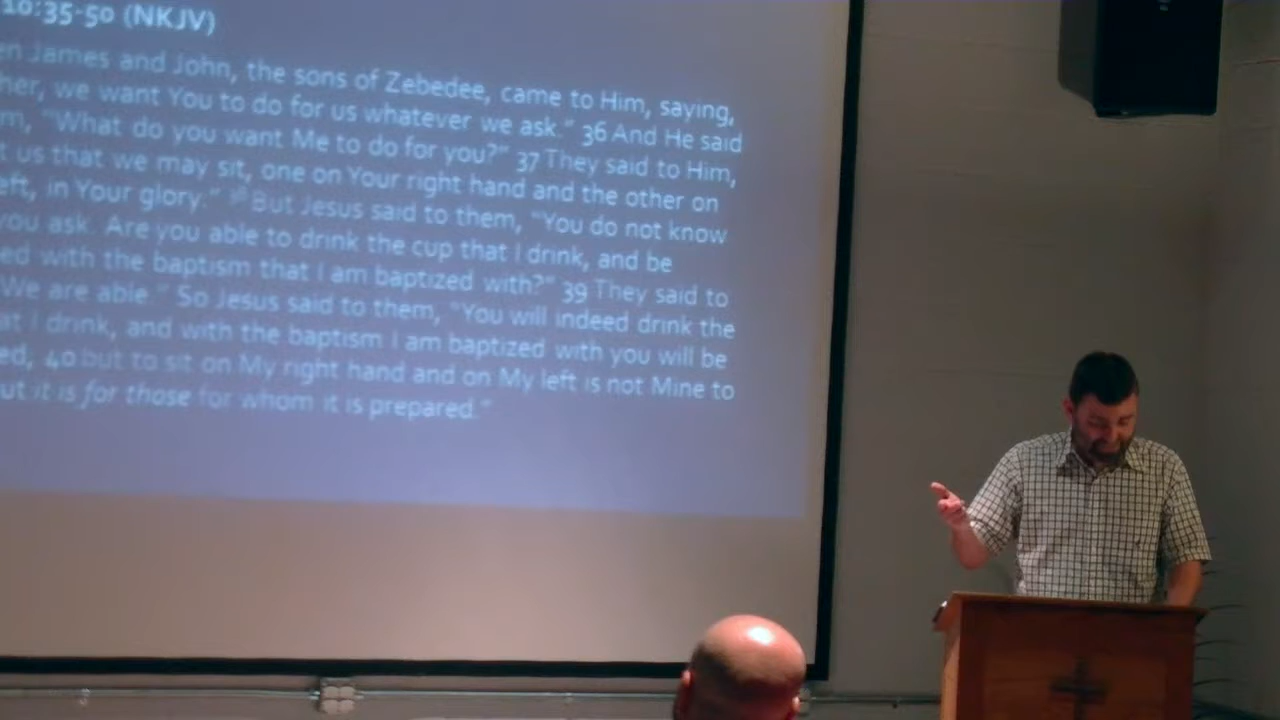 10:35-50 (NKJV)
en James and John, the sons of Zebedee, came to Him, saying,
her, we want You to do for us whatever we ask." 36 And He said
m, "What do you want Me to do for you?" 37 They said to Him,
t us that we may sit, one on Your right hand and the other on
eft, in Your glory." 38 But Jesus said to them, "You do not know
you ask. Are you able to drink the cup that I drink, and be
ed with the baptism that I am baptized with?" 39 They said to
We are able." So Jesus said to them, "You will indeed drink the
at I drink, and with the baptism I am baptized with you will be
ed, 40 but to sit on My right hand and on My left is not Mine to
ut it is for those for whom it is prepared."